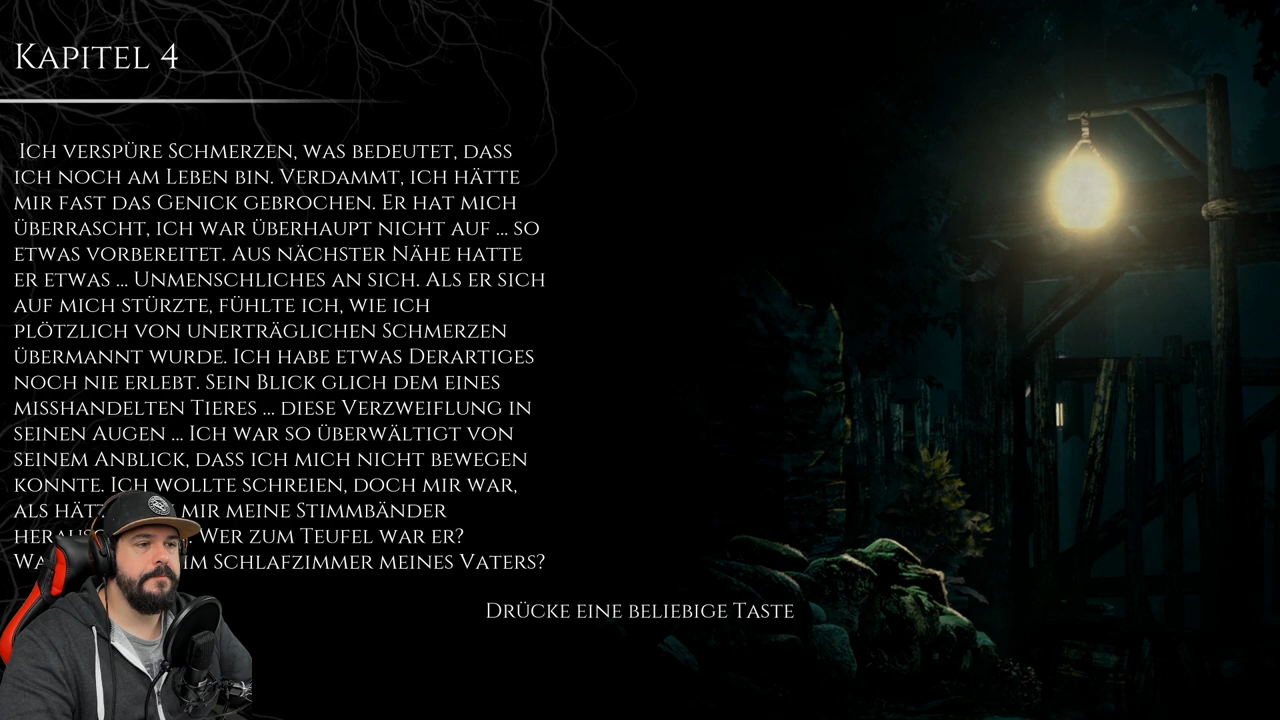 Kapitel 4
Ich verspüre Schmerzen, was bedeutet, dass
ich noch am Leben bin. Verdammt, ich hätte
mir fast das Genick gebrochen. Er hat mich
überrascht, ich war überhaupt nicht auf ... so
etwas vorbereitet. Aus nächster Nähe hatte
er etwas ... Unmenschliches an sich. Als er sich
auf mich stürzte, fühlte ich, wie ich
plötzlich von unerträglichen Schmerzen
übermannt wurde. Ich habe etwas Derartiges
noch nie erlebt. Sein Blick glich dem eines
misshandelten Tieres ... diese Verzweiflung in
seinen Augen ... Ich war so überwältigt von
seinem Anblick, dass ich mich nicht bewegen
konnte. Ich wollte schreien, doch mir war,
als mir meine Stimmbänder
Wer zum Teufel war er?
im Schlafzimmer meines Vaters?
Drücke eine beliebige Taste